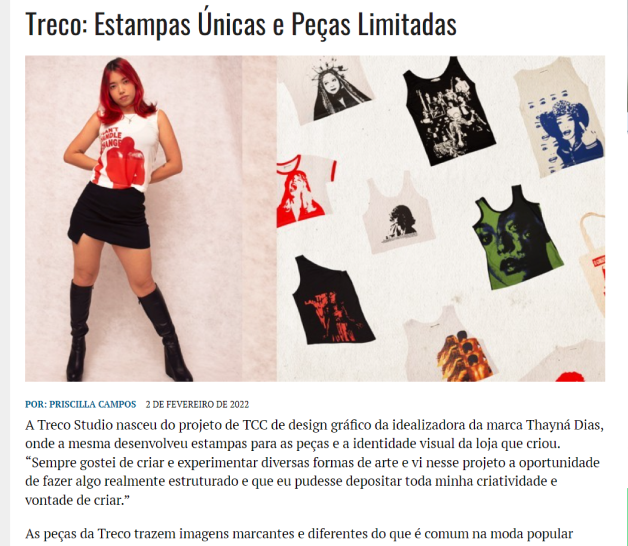 Treco: Estampas Únicas e Peças Limitadas
POR: PRISCILLA CAMPOS 2 DE FEVEREIRO DE 2022
A Treco Studio nasceu do projeto de TCC de design gráfico da idealizadora da marca Thayná Dias,
onde a mesma desenvolveu estampas para as peças e a identidade visual da loja que criou.
“Sempre gostei de criar e experimentar diversas formas de arte e vi nesse projeto a oportunidade
de fazer algo realmente estruturado e que eu pudesse depositar toda minha criatividade e
vontade de criar.”
As peças da Treco trazem imagens marcantes e diferentes do que é comum na moda popular